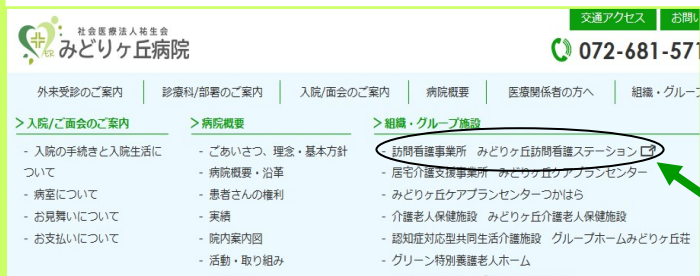 交通アクセス お問い
社会医療法人祐生会
みどりヶ丘病院
072-681-571
外来受診のご案内 診療科/部署のご案内 入院/面会のご案内 病院概要 医療関係者の方へ 組織・グループ
>入院/ご面会のご案内 >病院概要 >組織・グループ施設
- 入院の手続きと入院生活に - ごあいさつ、理念・基本方針 - 訪問看護事業所 みどりヶ丘訪問看護ステーション
ついて - 病院概要・沿革 - 居宅介護支援事業所 みどりヶ丘ケアプランセンター
- 病室について - 患者さんの権利 - みどりケ丘ケアプランセンターつかはら
- お見舞いについて - 実績 - 介護老人保健施設 みどりケ丘介護老人保健施設
- お支払いについて - 院内案内図 - 認知症対応型共同生活介護施設 グループホームみどりケ丘荘
- 活動・取り組み - グリーン特別養護老人ホーム